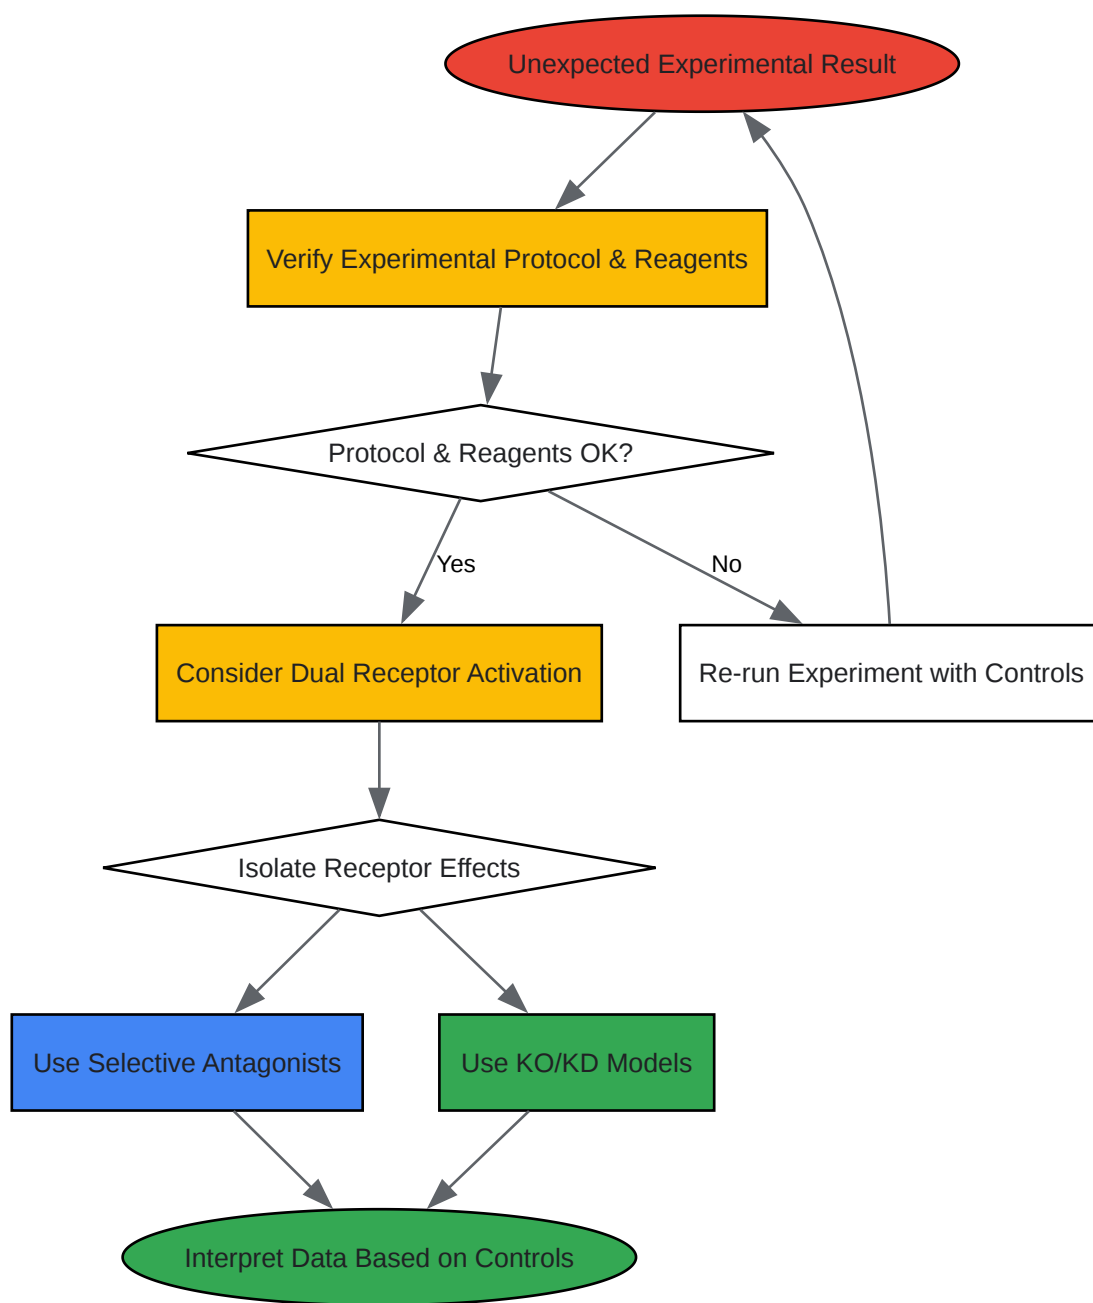 Unexpected Experimental Result
Verify Experimental Protocol & Reagents
Protocol & Reagents OK?
Yes
No
Consider Dual Receptor Activation
Re-run Experiment with Controls
Isolate Receptor Effects
Use Selective Antagonists
Use KO/KD Models
Interpret Data Based on Controls